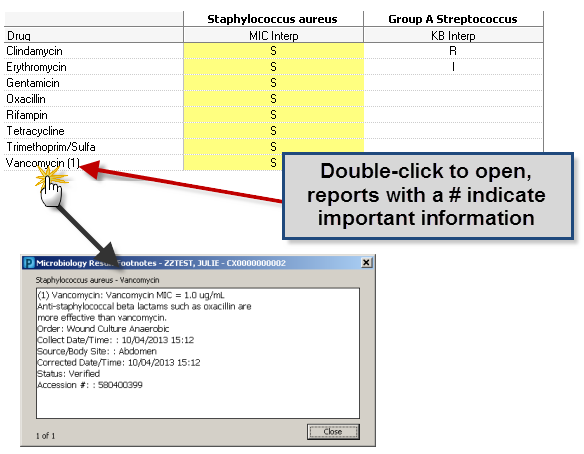 Staphylococcus aureus Group A Streptococcus
Drug MIC Interp KB Interp
Clindamycin S R
Erythromycin S I
Gentamicin S
Oxacillin S
Rifampin S
Tetracycline S
Trimethoprim/Sulfa S
Vancomycin (1) S
Double-click to open,
reports with a # indicate
important information
Microbiology Result Footnotes - ZZTEST, JULIE - CX0000000002
Staphylococcus aureus - Vancomycin
(1) Vancomycin: Vancomycin MIC = 1.0 ug/mL
Anti-staphylococcal beta lactams such as oxacillin are
more effective than vancomycin.
Order: Wound Culture Anaerobic
Collect Date/Time: : 10/04/2013 15:12
Source/Body Site: : Abdomen
Corrected Date/Time: 10/04/2013 15:12
Status: Verified
Accession #: : 580400399
1 of 1
Close